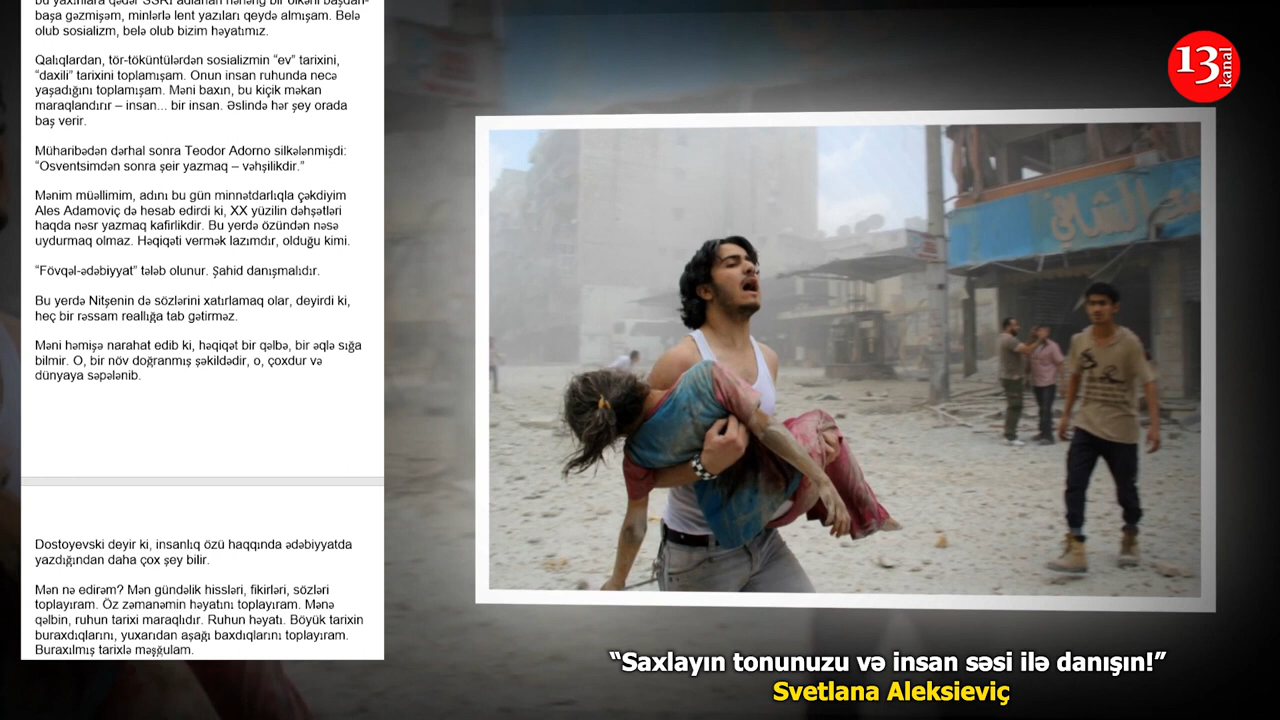 bu yaxınlara qədər SSRİ adlanan nəhəng bir ölkəni başdan-
başa gəzmişəm, minlərlə lent yazıları qeydə almışam. Belə
olub sosializm, belə olub bizim həyatımız.
Qalıqlardan, tör-töküntülərdən sosializmin “ev” tarixini,
“daxili” tarixini toplamışam. Onun insan ruhunda necə
yaşadığını toplamışam. Məni baxın, bu kiçik məkan
maraqlandırır – insan... bir insan. Əslində hər şey orada
baş verir.
Müharibədən dərhal sonra Teodor Adorno silkələnmişdi:
“Osventsimdən sonra şeir yazmaq – vəhşilikdir.”
Mənim müəllimim, adını bu gün minnətdarlıqla çəkdiyim
Ales Adamoviç də hesab edirdi ki, XX yüzilin dəhşətləri
haqda nəsr yazmaq kafirlikdir. Bu yerdə özündən nəsə
uydurmaq olmaz. Həqiqəti vermək lazımdır, olduğu kimi.
“Fövqəl-ədəbiyyat” tələb olunur. Şahid danışmalıdır.
Bu yerdə Nitşenin də sözlərini xatırlamaq olar, deyirdi ki,
heç bir rəssam reallığa tab gətirməz.
Məni həmişə narahat edib ki, həqiqət bir qəlbə, bir əqlə sığa
bilmir. O, bir növ doğranmış şəkildədir, o, çoxdur və
dünyaya səpələnib.
Dostoyevski deyir ki, insanlıq özü haqqında ədəbiyyatda
yazdığından daha çox şey bilir.
Mən nə edirəm? Mən gündəlik hissləri, fikirləri, sözləri
toplayıram. Öz zəmanəmin həyatını toplayıram. Mənə
qəlbin, ruhun tarixi maraqlıdır. Ruhun həyatı. Böyük tarixin
buraxdıqlarını, yuxarıdan aşağı baxdıqlarını toplayıram.
Buraxılmış tarixlə məşğulam.
13 kanal
“Saxlayın tonunuzu və insan səsi ilə danışın!”
Svetlana Aleksieviç